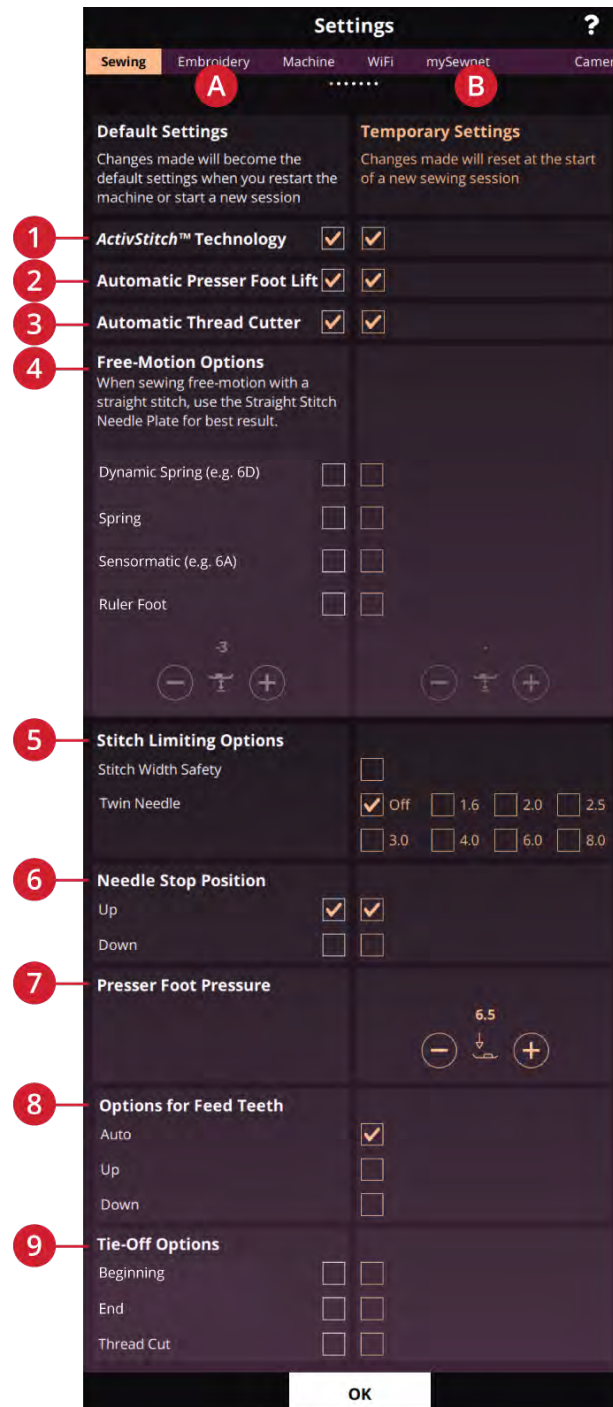 Settings ?
Sewing Embroidery Machine WiFi mySewnet Camer
A B
Default Settings
Changes made will become the
default settings when you restart the
machine or start a new session
Temporary Settings
Changes made will reset at the start
of a new sewing session
1 ActivStitch™ Technology
2 Automatic Presser Foot Lift
3 Automatic Thread Cutter
4 Free-Motion Options
When sewing free-motion with a
straight stitch, use the Straight Stitch
Needle Plate for best result.
Dynamic Spring (e.g. 6D)
Spring
Sensormatic (e.g. 6A)
Ruler Foot
-3 -
5 Stitch Limiting Options
Stitch Width Safety
Twin Needle Off 1.6 2.0 2.5
3.0 4.0 6.0 8.0
6 Needle Stop Position
Up
Down
7 Presser Foot Pressure
6.5
8 Options for Feed Teeth
Auto
Up
Down
9 Tie-Off Options
Beginning
End
Thread Cut
OK